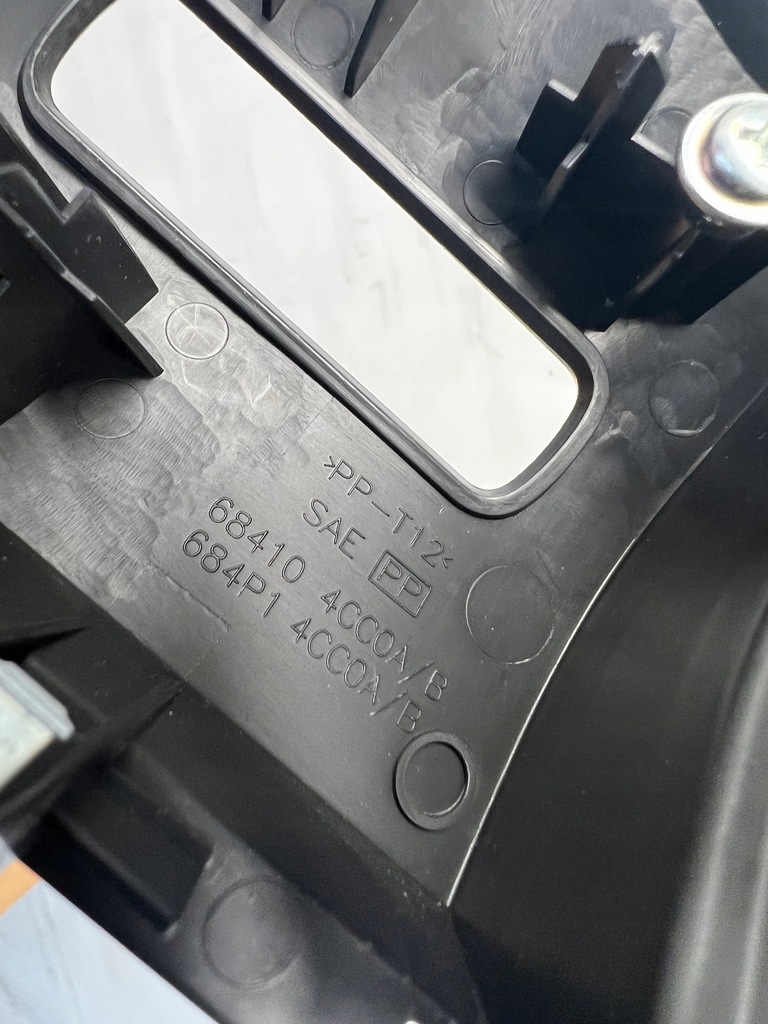 >PP-T12<
SAE PP
68410 4CC0A/B
684P1 4CC0A/B